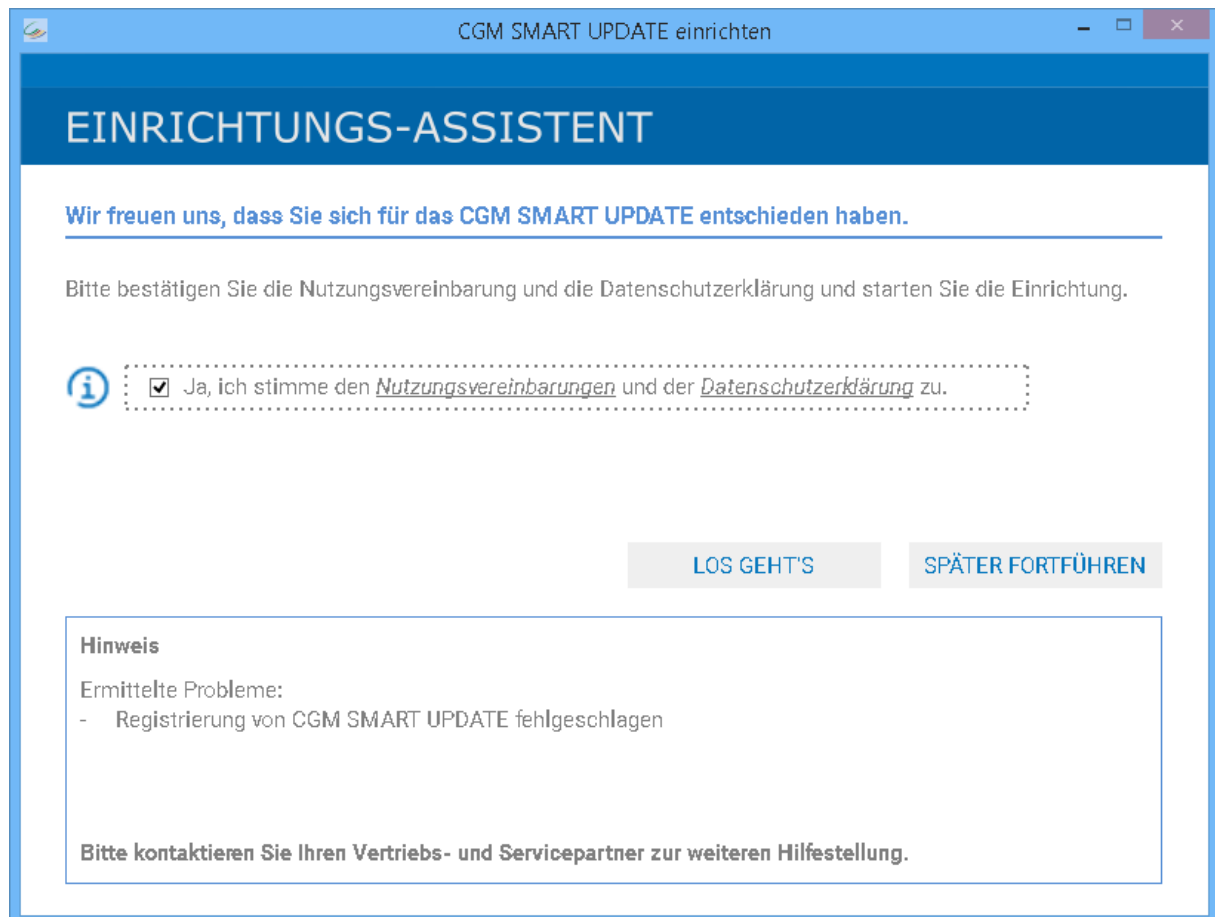 CGM SMART UPDATE einrichten
EINRICHTUNGS-ASSISTENT
Wir freuen uns, dass Sie sich für das CGM SMART UPDATE entschieden haben.
Bitte bestätigen Sie die Nutzungsvereinbarung und die Datenschutzerklärung und starten Sie die Einrichtung.
Ja, ich stimme den Nutzungsvereinbarungen und der Datenschutzerklärung zu.
LOS GEHT'S
SPÄTER FORTFÜHREN
Hinweis
Ermittelte Probleme:
- Registrierung von CGM SMART UPDATE fehlgeschlagen
Bitte kontaktieren Sie Ihren Vertriebs- und Servicepartner zur weiteren Hilfestellung.